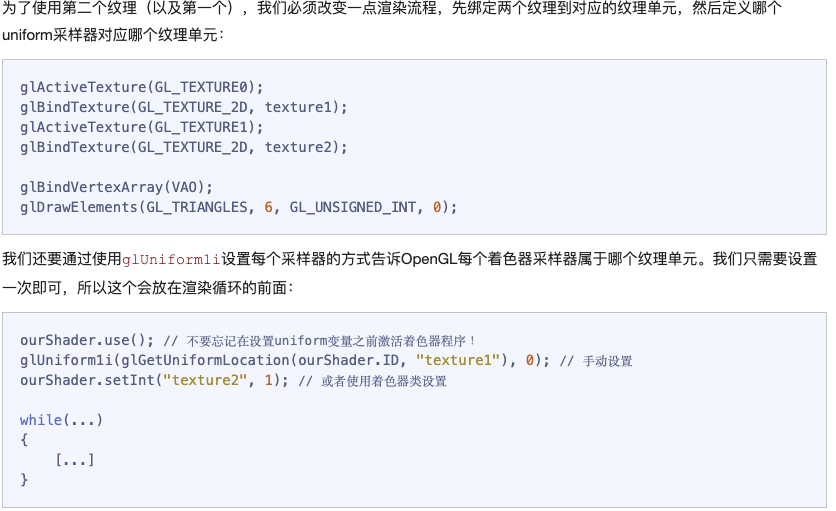 为了使用第二个纹理（以及第一个），我们必须改变一点渲染流程，先绑定两个纹理到对应的纹理单元，然后定义哪个
uniform采样器对应哪个纹理单元：
glActiveTexture(GL_TEXTURE0);
glBindTexture(GL_TEXTURE_2D, texture1);
glActiveTexture(GL_TEXTURE1);
glBindTexture(GL_TEXTURE_2D, texture2);
glBindVertexArray(VAO);
glDrawElements(GL_TRIANGLES, 6, GL_UNSIGNED_INT, 0);
我们还要通过使用glUniform1i设置每个采样器的方式告诉OpenGL每个着色器采样器属于哪个纹理单元。我们只需要设置
一次即可，所以这个会放在渲染循环的前面：
ourShader.use(); // 不要忘记在设置uniform变量之前激活着色器程序！
glUniform1i(glGetUniformLocation(ourShader.ID, "texture1"), 0); // 手动设置
ourShader.setInt("texture2", 1); // 或者使用着色器类设置
while(...)
{
    [...]
}